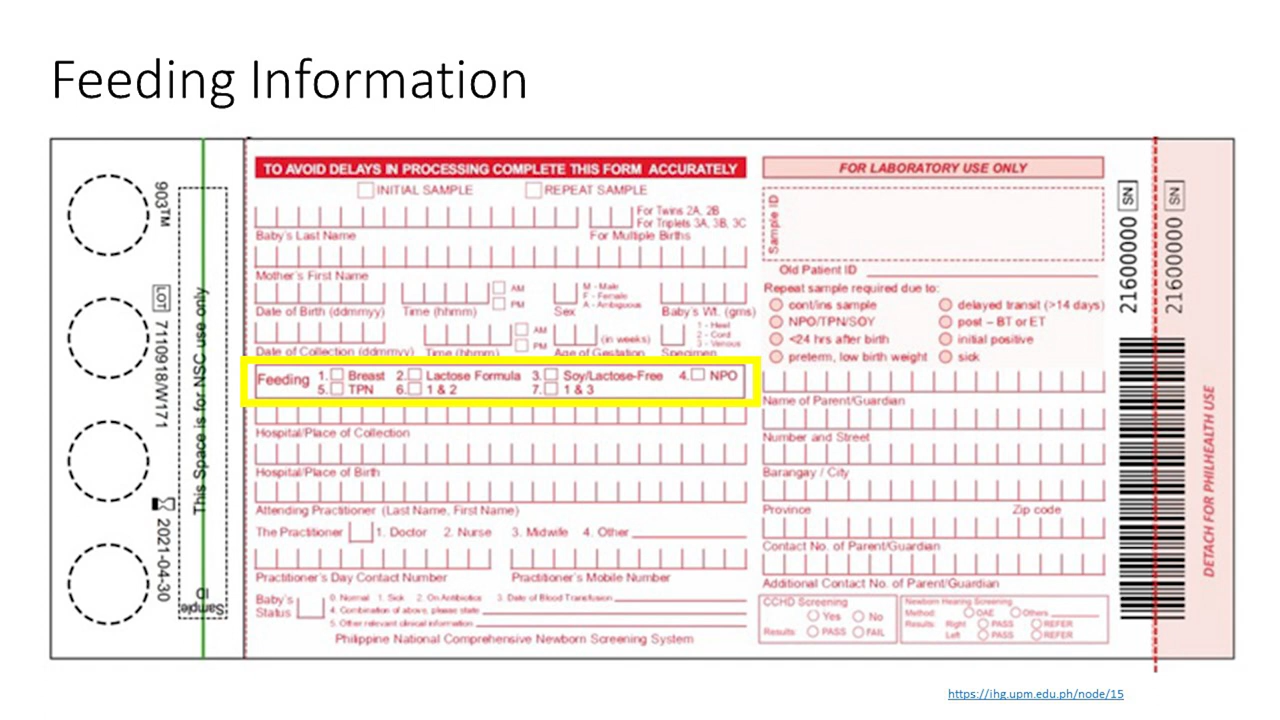 Feeding Information
903™
LOT 7110918/W171
2021-04-30
This Space is for NSC use only
Sample ID
TO AVOID DELAYS IN PROCESSING COMPLETE THIS FORM ACCURATELY
INITIAL SAMPLE REPEAT SAMPLE
For Twins 2A, 2B
For Triplets 3A, 3B, 3C
Baby's Last Name For Multiple Births
Mother's First Name
AM
PM
M - Male
F - Female
A - Ambiguous
Date of Birth (ddmmyy) Time (hhmm) Sex Baby's Wt. (gms)
AM
PM
(in weeks)
1 - Heel
2 - Cord
3 - Venous
Date of Collection (ddmmyy) Time (hhmm) Age of Gestation Specimen
Feeding 1. Breast 2. Lactose Formula 3. Soy/Lactose-Free 4. NPO
5. TPN 6. 1 & 2 7. 1 & 3
Hospital/Place of Collection
Hospital/Place of Birth
Attending Practitioner (Last Name, First Name)
The Practitioner 1. Doctor 2. Nurse 3. Midwife 4. Other
Practitioner's Day Contact Number Practitioner's Mobile Number
Baby's Status
0. Normal 1. Sick 2. On Antibiotics 3. Date of Blood Transfusion
4. Combination of above, please state
5. Other relevant clinical information
Philippine National Comprehensive Newborn Screening System
FOR LABORATORY USE ONLY
Sample ID
Old Patient ID
Repeat sample required due to:
cont/ins sample delayed transit (>14 days)
NPO/TPN/SOY post – BT or ET
<24 hrs after birth initial positive
preterm, low birth weight sick
Name of Parent/Guardian
Number and Street
Barangay / City
Province Zip code
Contact No. of Parent/Guardian
Additional Contact No. of Parent/Guardian
CCHD Screening
Yes No
Results: PASS FAIL
Newborn Hearing Screening
Method: OAE Others
Results: Right PASS REFER
Left PASS REFER
21600000 SN
21600000 SN
DETACH FOR PHILHEALTH USE
https://ihg.upm.edu.ph/node/15